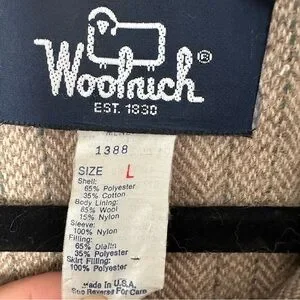 Woolrich®
EST. 1830
MENS
1388
SIZE L
Shell:
65% Polyester
35% Cotton
Body Lining:
85% Wool
15% Nylon
Sleeve:
100% Nylon
Filling:
65% Olefin
35% Polyester
Skirt Filling:
100% Polyester
Made In U.S.A.
See Reverse For Care